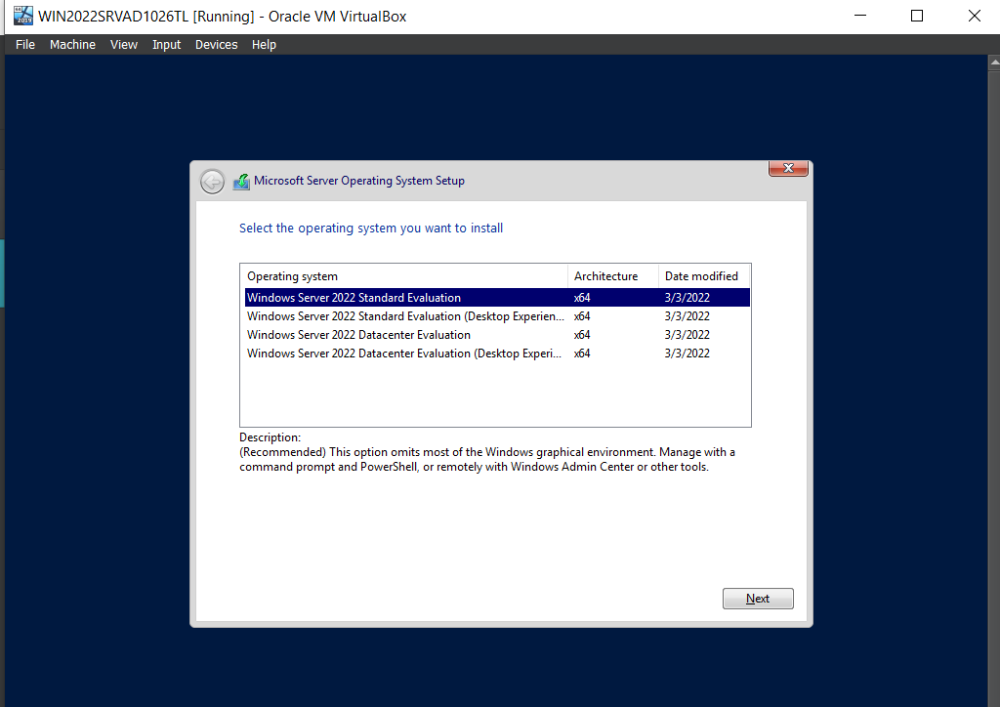 WIN2022SRVAD1026TL [Running] - Oracle VM VirtualBox
File Machine View Input Devices Help
Microsoft Server Operating System Setup
Select the operating system you want to install
Operating system Architecture Date modified
Windows Server 2022 Standard Evaluation x64 3/3/2022
Windows Server 2022 Standard Evaluation (Desktop Experien... x64 3/3/2022
Windows Server 2022 Datacenter Evaluation x64 3/3/2022
Windows Server 2022 Datacenter Evaluation (Desktop Experi... x64 3/3/2022
Description:
(Recommended) This option omits most of the Windows graphical environment. Manage with a
command prompt and PowerShell, or remotely with Windows Admin Center or other tools.
Next